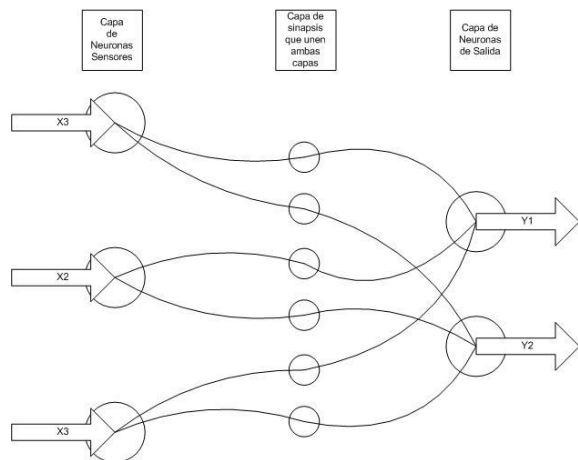 Capa
de
Neuronas
Sensores
Capa de
sinapsis
que unen
ambas
capas
Capa de
Neuronas
de Salida
X3
X2
X3
Y1
Y2